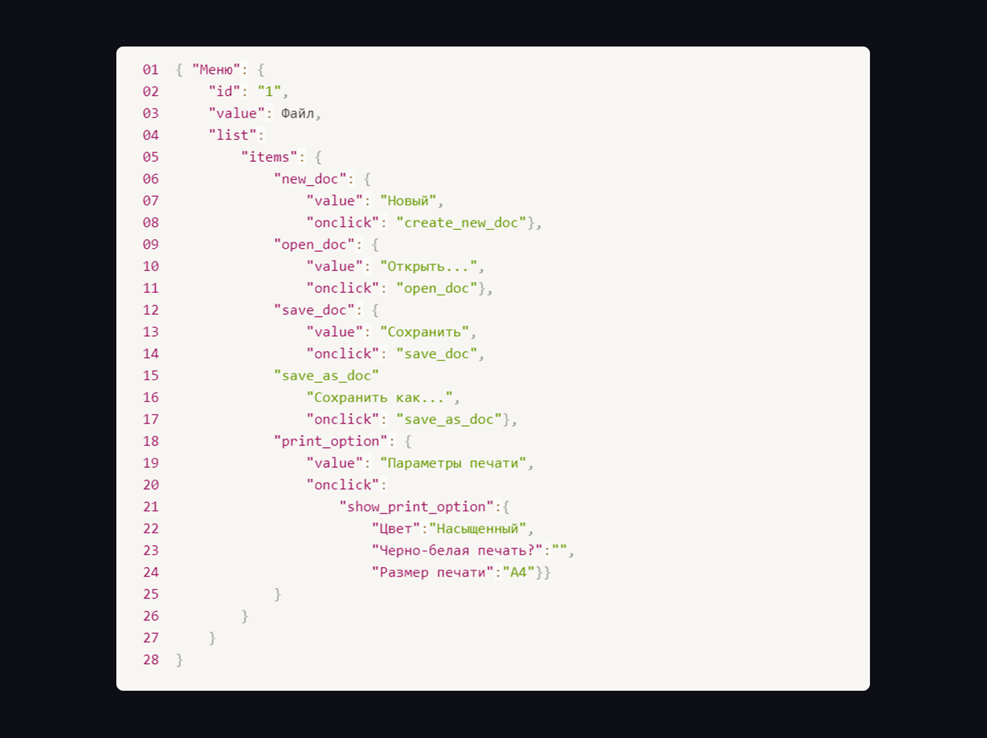 01 { "Меню": {
02 "id": "1",
03 "value": Файл,
04 "list":
05 "items": {
06 "new_doc": {
07 "value": "Новый",
08 "onclick": "create_new_doc"},
09 "open_doc": {
10 "value": "Открыть...",
11 "onclick": "open_doc"},
12 "save_doc": {
13 "value": "Сохранить",
14 "onclick": "save_doc",
15 "save_as_doc"
16 "Сохранить как...",
17 "onclick": "save_as_doc"},
18 "print_option": {
19 "value": "Параметры печати",
20 "onclick":
21 "show_print_option":{
22 "Цвет":"Насыщенный",
23 "Черно-белая печать?":"",
24 "Размер печати":"A4"}}
25 }
26 }
27 }
28 }